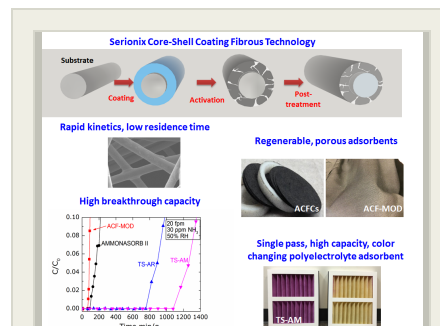 Serionix Core-Shell Coating Fibrous Technology
Substrate
Coating
Activation
Post-
treatment
Rapid kinetics, low residence time
Regenerable, porous adsorbents
ACFCs
ACF-MOD
High breakthrough capacity
0.10
0.08
0.06
0.04
0.02
0.00
C/C₀
ACF-MOD
AMMONASORB II
20 fpm
30 ppm NH₃
50% RH
TS-AR
TS-AM
0 200 400 600 800 1000 1200 1400
Single pass, high capacity, color
changing polyelectrolyte adsorbent
TS-AM